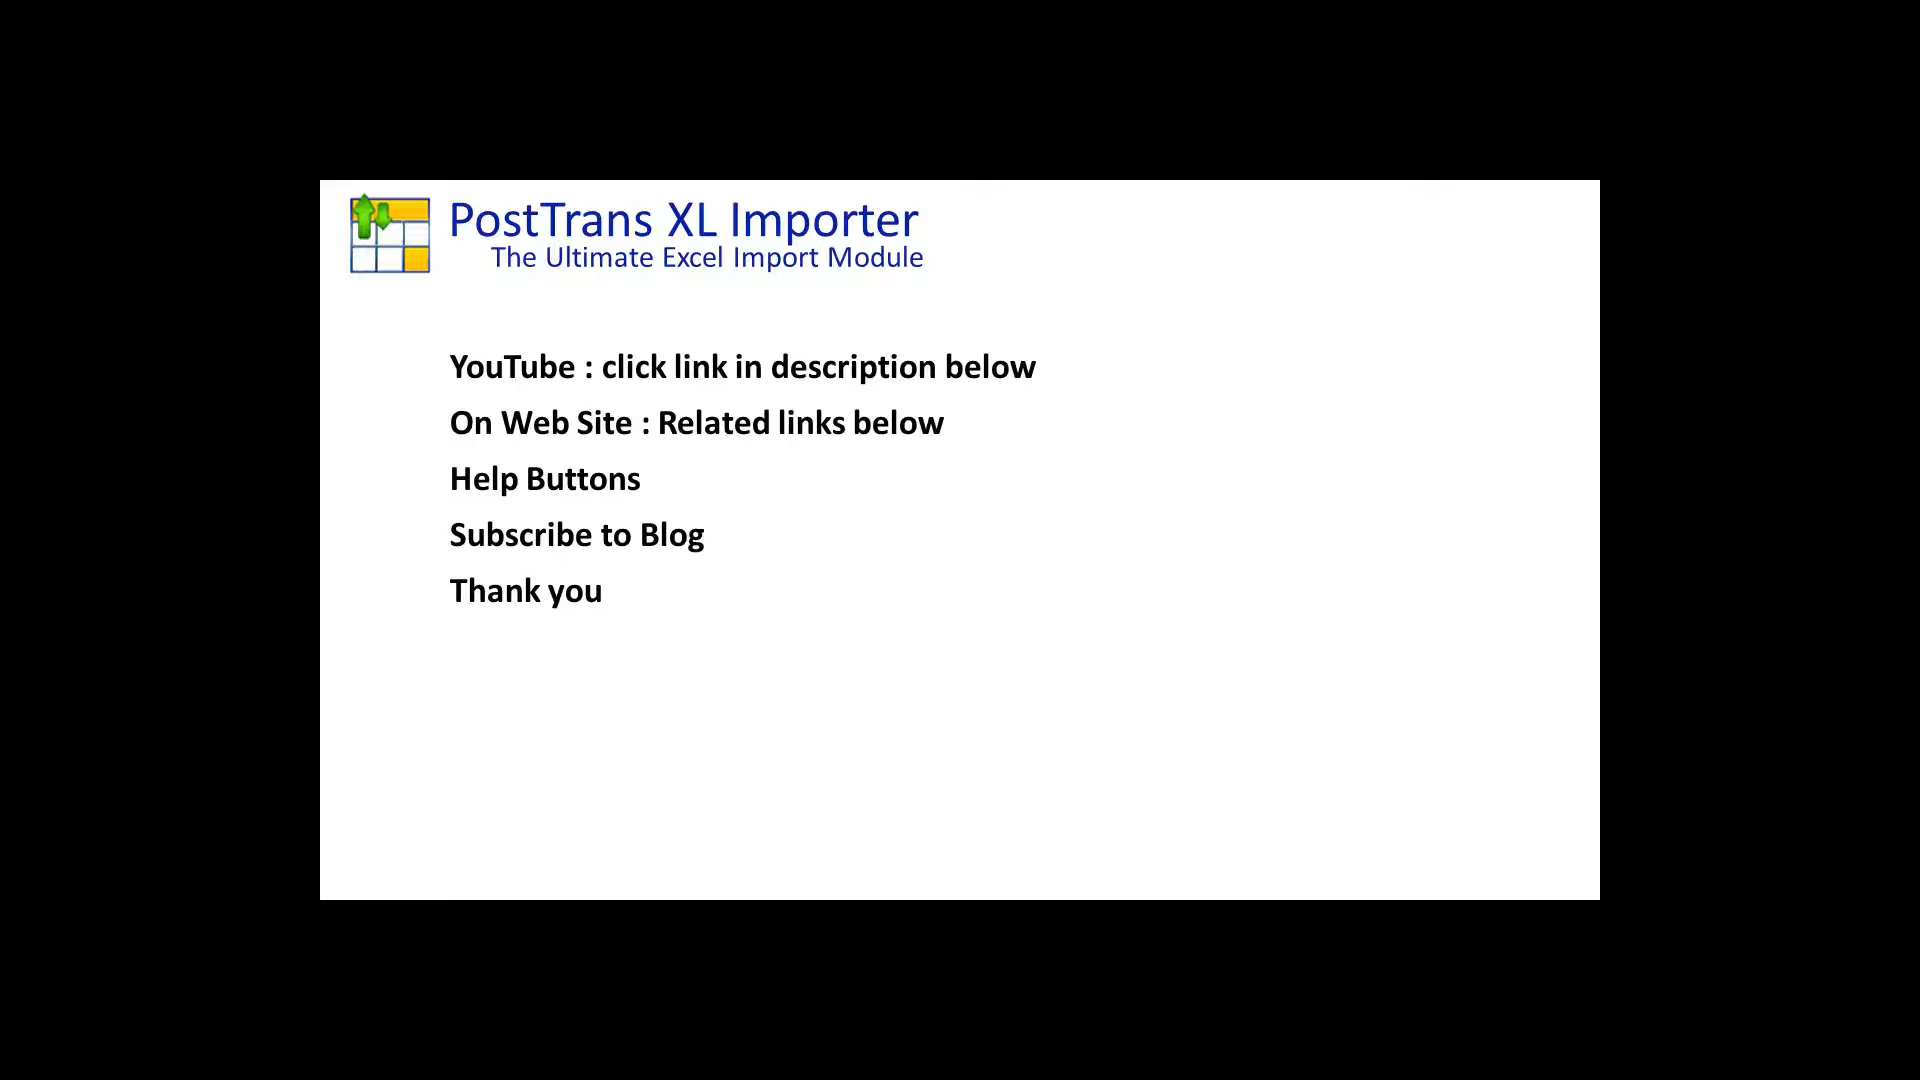 PostTrans XL Importer
The Ultimate Excel Import Module
YouTube : click link in description below
On Web Site : Related links below
Help Buttons
Subscribe to Blog
Thank you